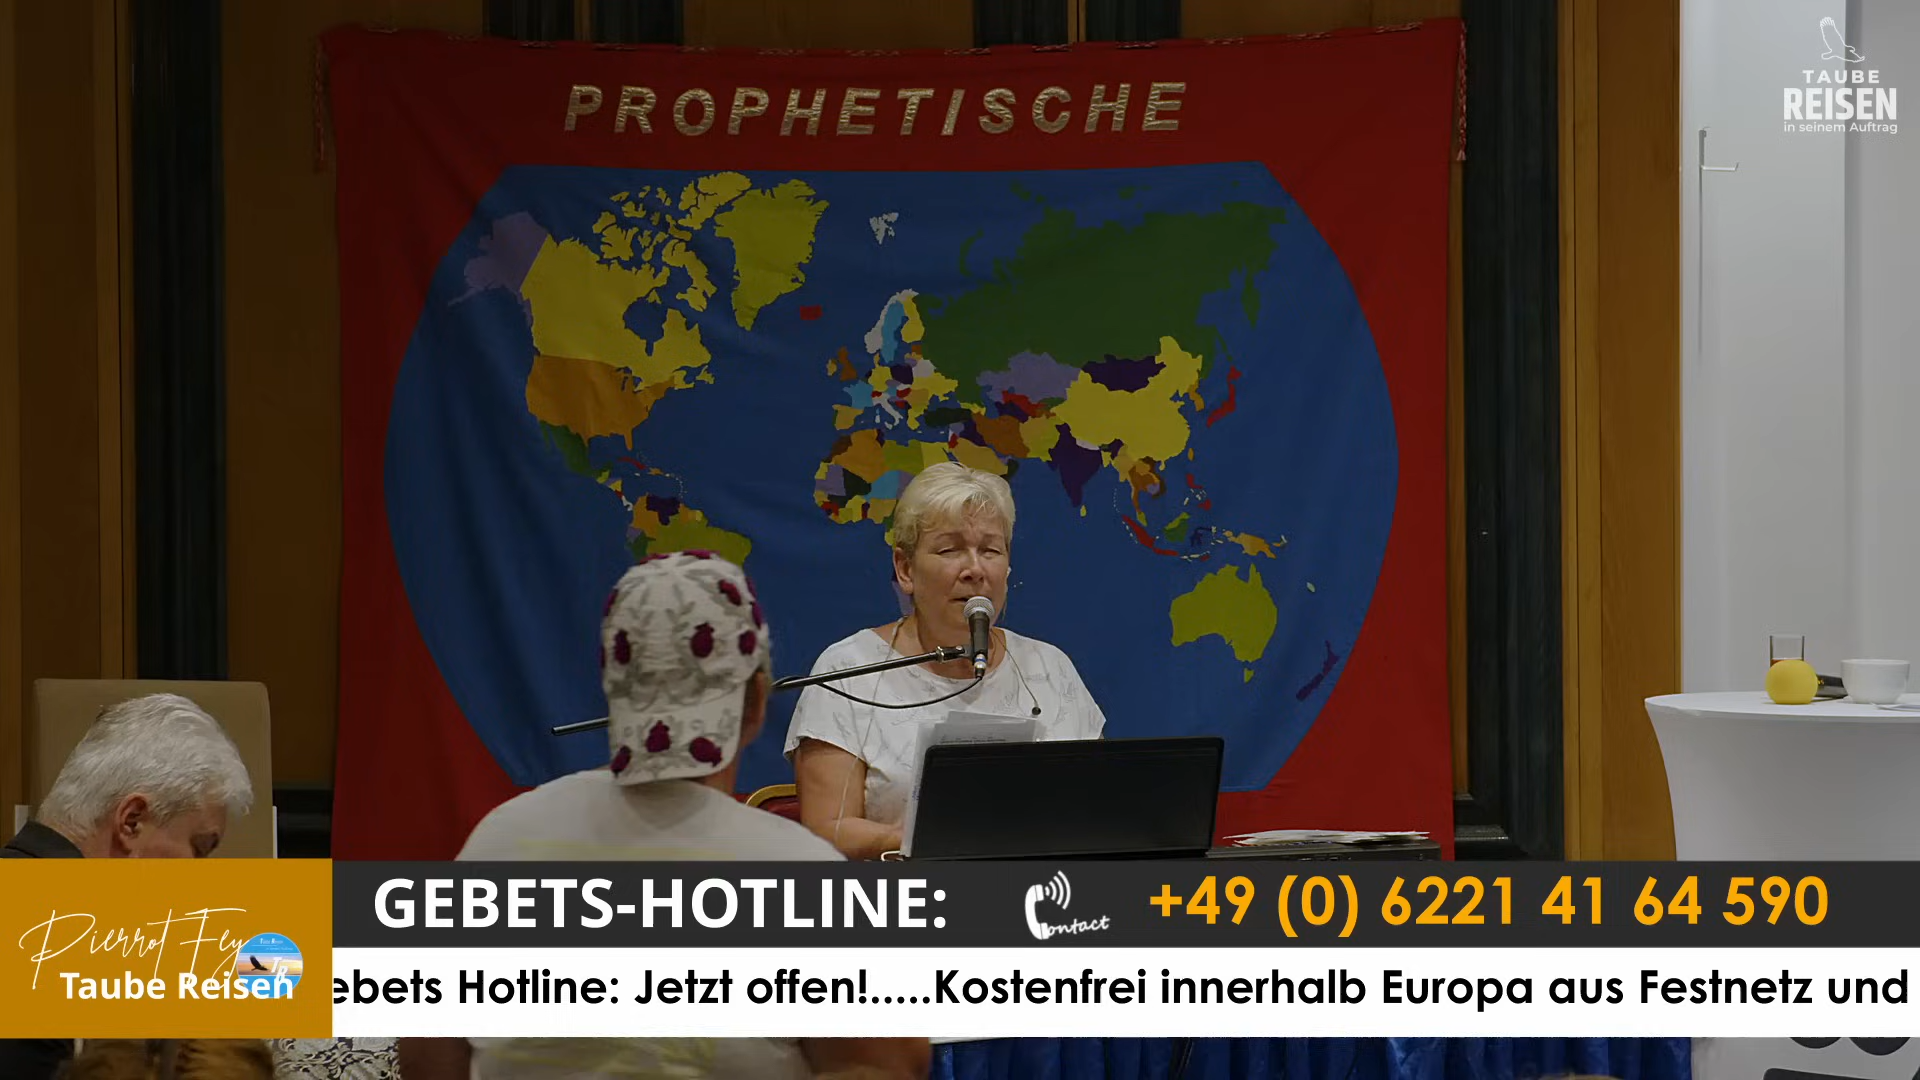 PROPHETISCHE
TAUBE
REISEN
in seinem Auftrag
GEBETS-HOTLINE:
Contact
+49 (0) 6221 41 64 590
Pierrot Fey
Taube Reisen
ebets Hotline: Jetzt offen!.....Kostenfrei innerhalb Europa aus Festnetz und